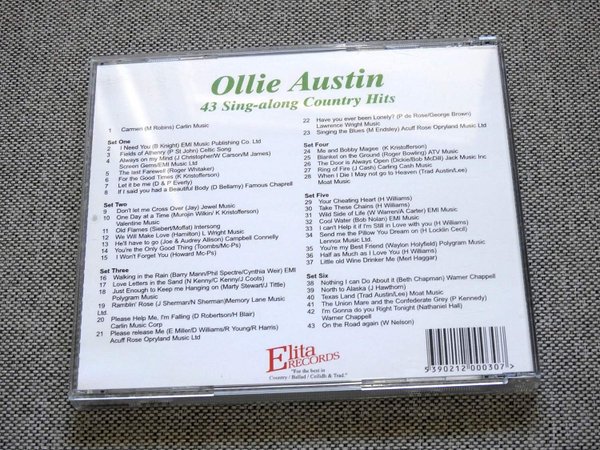 Ollie Austin
43 Sing-along Country Hits
1 Carmen (M Robins) Carlin Music
Set One
2 I Need You (B Knight) EMI Music Publishing Co. Ltd
3 Fields of Athenry (P St John) Celtic Song
4 Always on my Mind (J Christopher/W Carson/M James)
Screen Gems/EMI Music Ltd
5 The last Farewell (Roger Whitaker)
6 For the Good Times (K Kristofferson)
7 Let it be me (D & P Everly)
8 If I said you had a Beautiful Body (D Bellamy) Famous Chaprell
Set Two
9 Don't let me Cross Over (Jay) Jewel Music
10 One Day at a Time (Murojin Wilkin/ K Kristofferson)
Valentine Music
11 Old Flames (Siebert/Moffat) Intersong
12 We Will Make Love (Hamilton) L Wright Music
13 He'll have to go (Joe & Audrey Allison) Campbell Connelly
14 You're the Only Good Thing (Toombs/Mc-Ps)
15 I Won't Forget You (Howard Mc-Ps)
Set Three
16 Walking in the Rain (Barry Mann/Phil Spectre/Cynthia Weir) EMI
17 Love Letters in the Sand (N Kenny/C Kenny/J Coots)
18 Just Enough to Keep me Hanging on (Marty Stewart/J Tittle)
Polygram Music
19 Ramblin' Rose (J Sherman/N Sherman)Memory Lane Music
Ltd.
20 Please Help Me, I'm Falling (D Robertson/H Blair)
Carlin Music Corp
21 Please release Me (E Miller/D Williams/R Young/R Harris)
Acuff Rose Opryland Music Ltd
22 Have you ever been Lonely? (P de Rose/George Brown)
Lawrence Wright Music
23 Singing the Blues (M Endsley) Acuff Rose Opryland Music Ltd
Set Four
24 Me and Bobby Magee (K Kristofferson)
25 Blanket on the Ground (Roger Bowling) ATV Music
26 The Door is Always Open (Dickie/Bob McDill) Jack Music Inc
27 Ring of Fire (J Cash) Carling Cash Music
28 When I Die I may not go to Heaven (Trad Austin/Lee)
Moat Music
Set Five
29 Your Cheating Heart (H Williams)
30 Take These Chains (H Williams)
31 Wild Side of Life (W Warren/A Carter) EMI Music
32 Cool Water (Bob Nolan) EMI Music
33 I can't Help it if I'm Still in Love with you (H Williams)
34 Send me the Pillow You Dream on (H Locklin Cecil)
Lennox Music Ltd.
35 You're my Best Friend (Waylon Holyfield) Polygram Music
36 Half as Much as I Love You (H Williams)
37 Little old Wine Drinker Me (Merl Haggar)
Set Six
38 Nothing I can Do About it (Beth Chapman) Warner Chappell
39 North to Alaska (J Hawthorn)
40 Texas Land (Trad Austin/Lee) Moat Music
41 The Union Mare and the Confederate Grey (P Kennedy)
42 I'm Gonna do you Right Tonight (Nathaniel Hall)
Warner Chappell
43 On the Road again (W Nelson)
Elita
RECORDS
"For the best in
Country / Ballad / Ceilidh & Trad."
5390212000307>